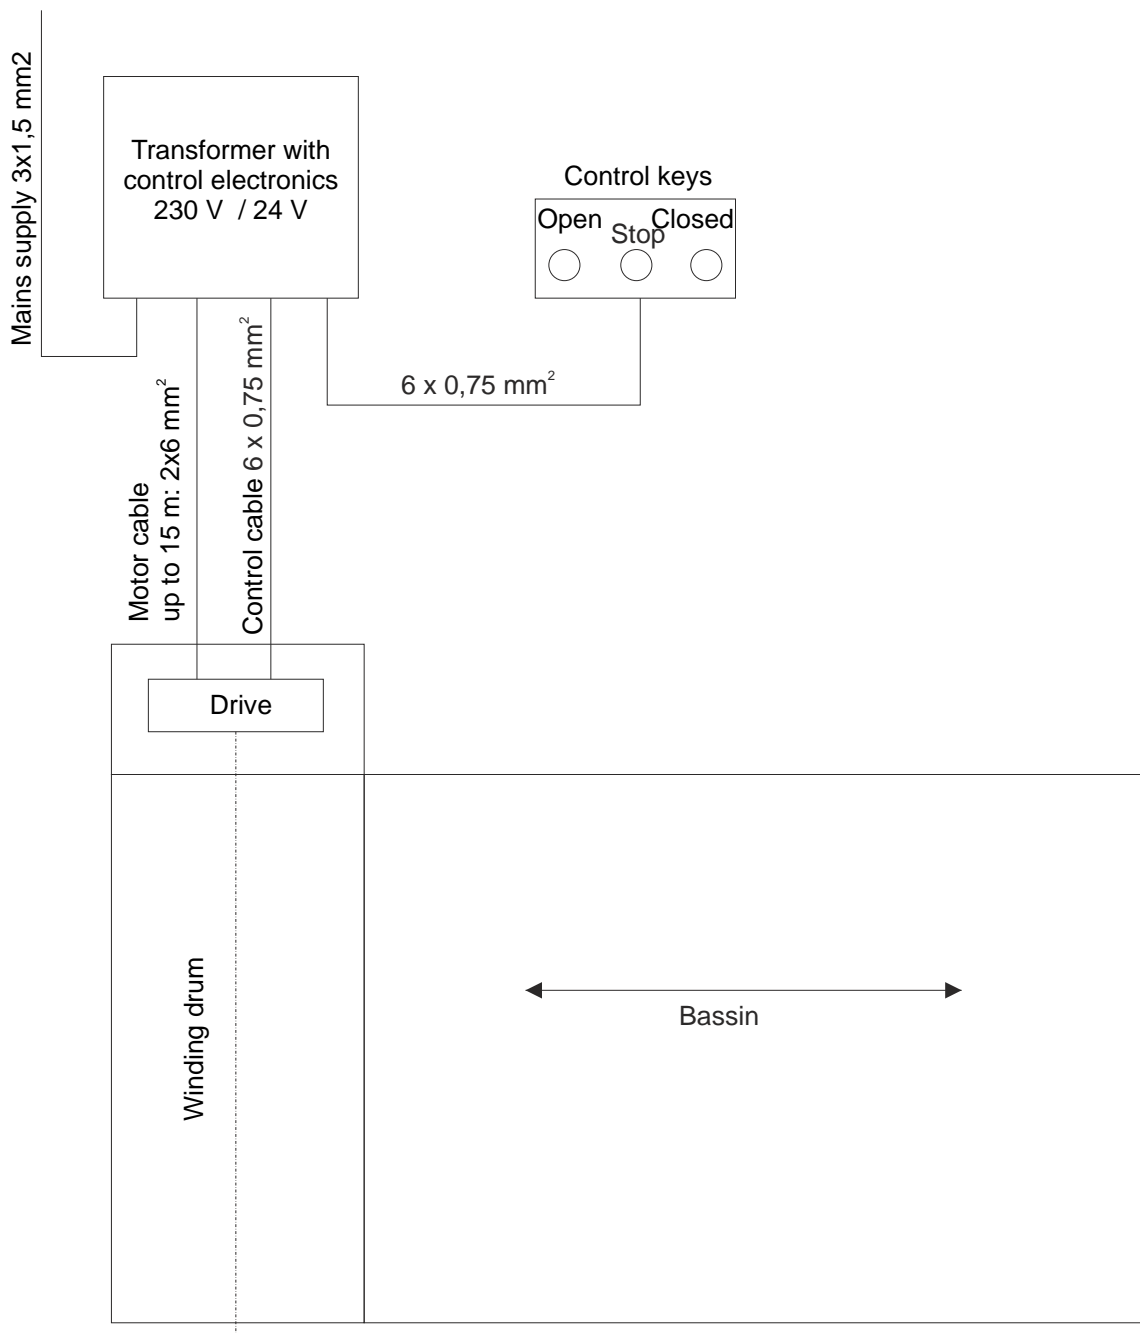 Mains supply 3x1,5 mm2
Transformer with
control electronics
230 V / 24 V
Control keys
Open
Stop
Closed
6 x 0,75 mm²
Motor cable
up to 15 m: 2x6 mm²
Control cable 6 x 0,75 mm²
Drive
Winding drum
Bassin